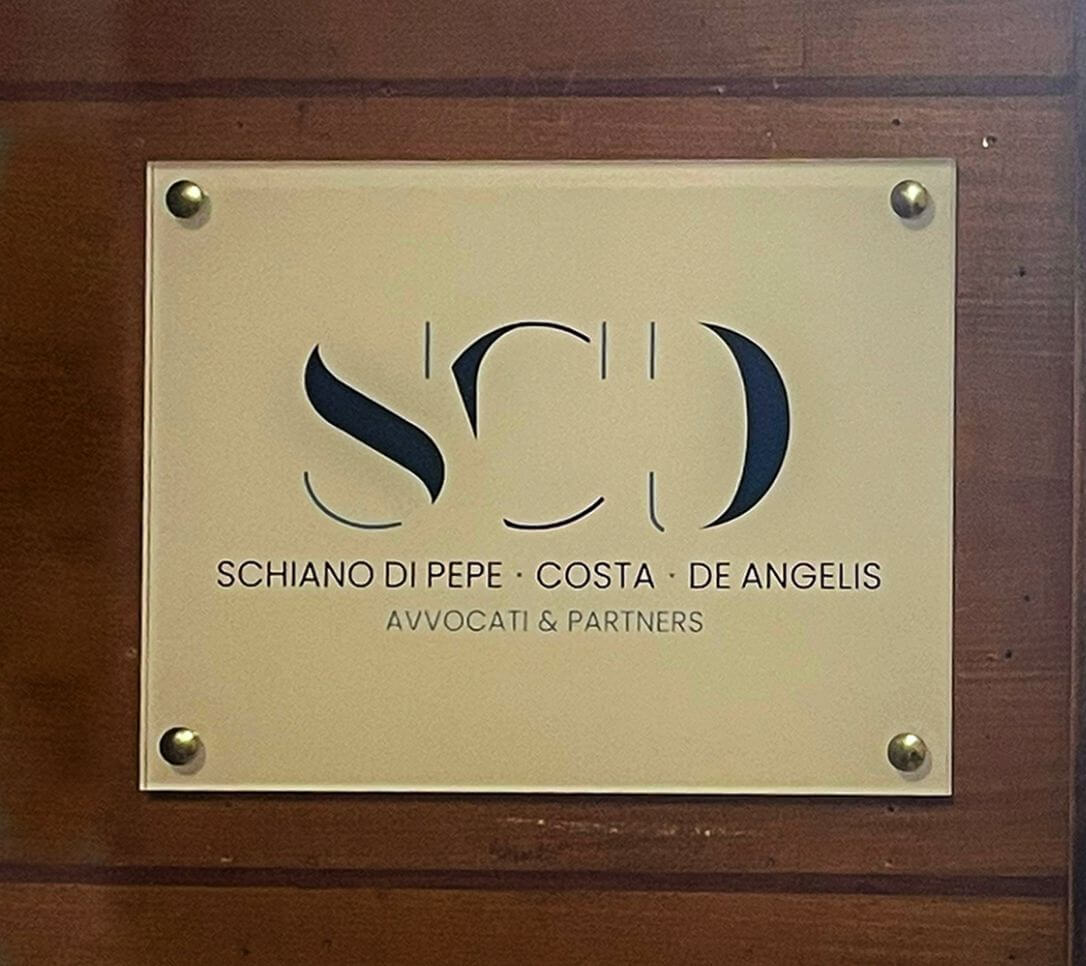 SCD
SCHIANO DI PEPE · COSTA · DE ANGELIS
AVVOCATI & PARTNERS